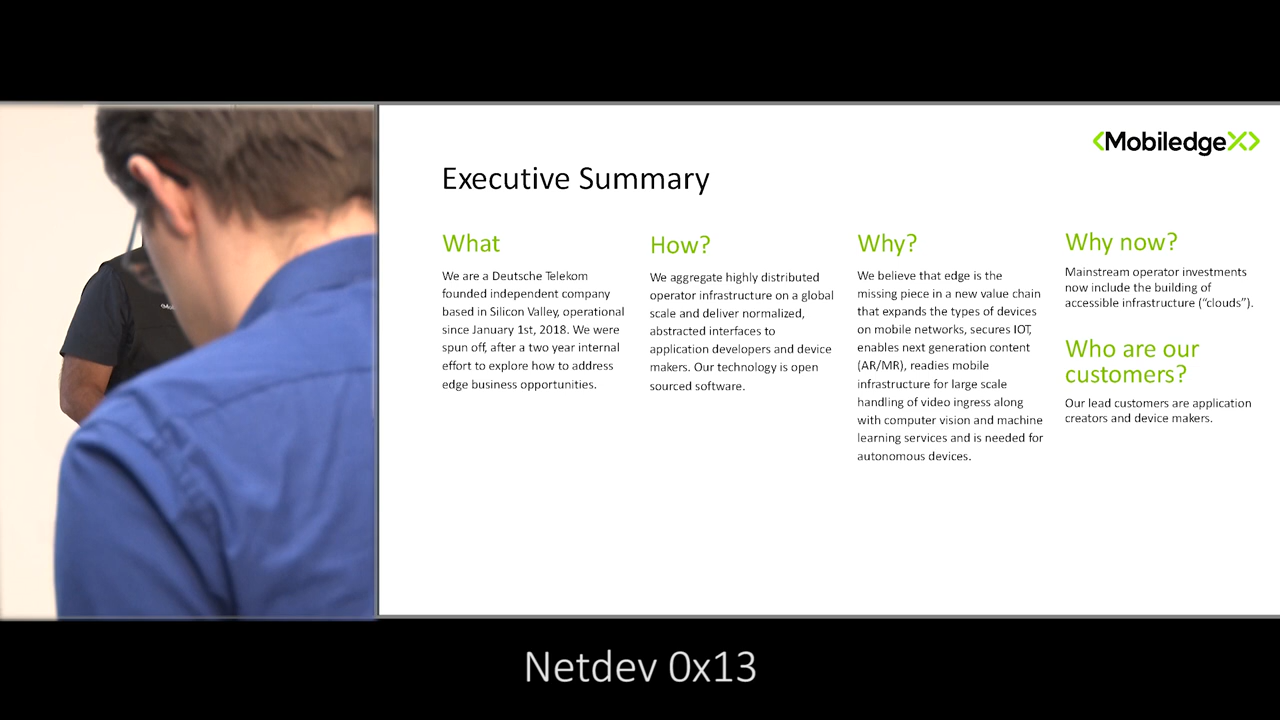 <MobiledgeX>
Executive Summary
What
We are a Deutsche Telekom
founded independent company
based in Silicon Valley, operational
since January 1st, 2018. We were
spun off, after a two year internal
effort to explore how to address
edge business opportunities.
How?
We aggregate highly distributed
operator infrastructure on a global
scale and deliver normalized,
abstracted interfaces to
application developers and device
makers. Our technology is open
sourced software.
Why?
We believe that edge is the
missing piece in a new value chain
that expands the types of devices
on mobile networks, secures IOT,
enables next generation content
(AR/MR), readies mobile
infrastructure for large scale
handling of video ingress along
with computer vision and machine
learning services and is needed for
autonomous devices.
Why now?
Mainstream operator investments
now include the building of
accessible infrastructure (“clouds”).
Who are our
customers?
Our lead customers are application
creators and device makers.
Netdev 0x13